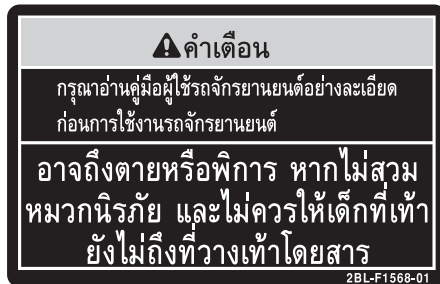 คำเตือน
กรุณาอ่านคู่มือผู้ใช้รถจักรยานยนต์อย่างละเอียด
ก่อนการใช้งานรถจักรยานยนต์
อาจถึงตายหรือพิการ หากไม่สวม
หมวกนิรภัย และไม่ควรให้เด็กที่เท้า
ยังไม่ถึงที่วางเท้าโดยสาร
2BL-F1568-01